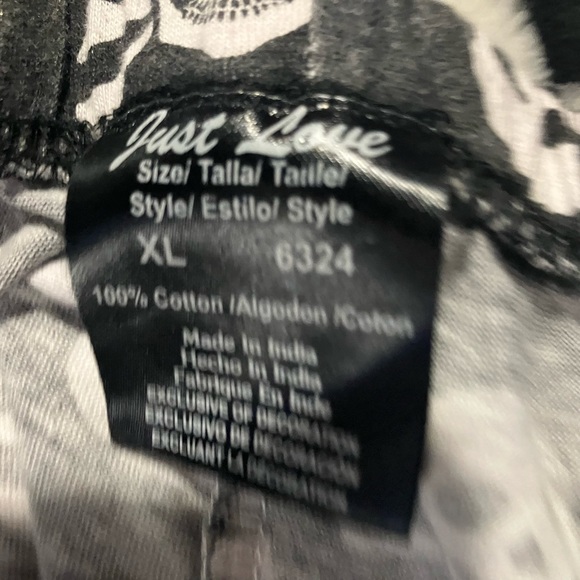 Just Love
Size/ Talla/ Taille/
Style/ Estilo/ Style
XL 6324
100% Cotton /Algodon /Coton
Made In India
Hecho In India
Fabrique En Inde
EXCLUSIVE OF DECORATION
EXCLUSIVO DE DECORACION
EXCLUANT LA DECORATION